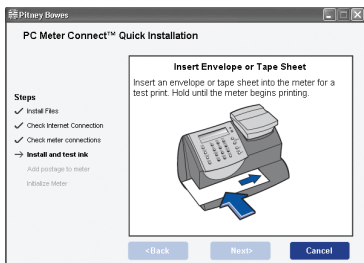 Pitney Bowes
PC Meter Connect™ Quick Installation
Insert Envelope or Tape Sheet
Insert an envelope or tape sheet into the meter for a
test print. Hold until the meter begins printing.
Steps
Install Files
Check Internet Connection
Check meter connections
Install and test ink
Add postage to meter
Initialize Meter
<Back
Next>
Cancel